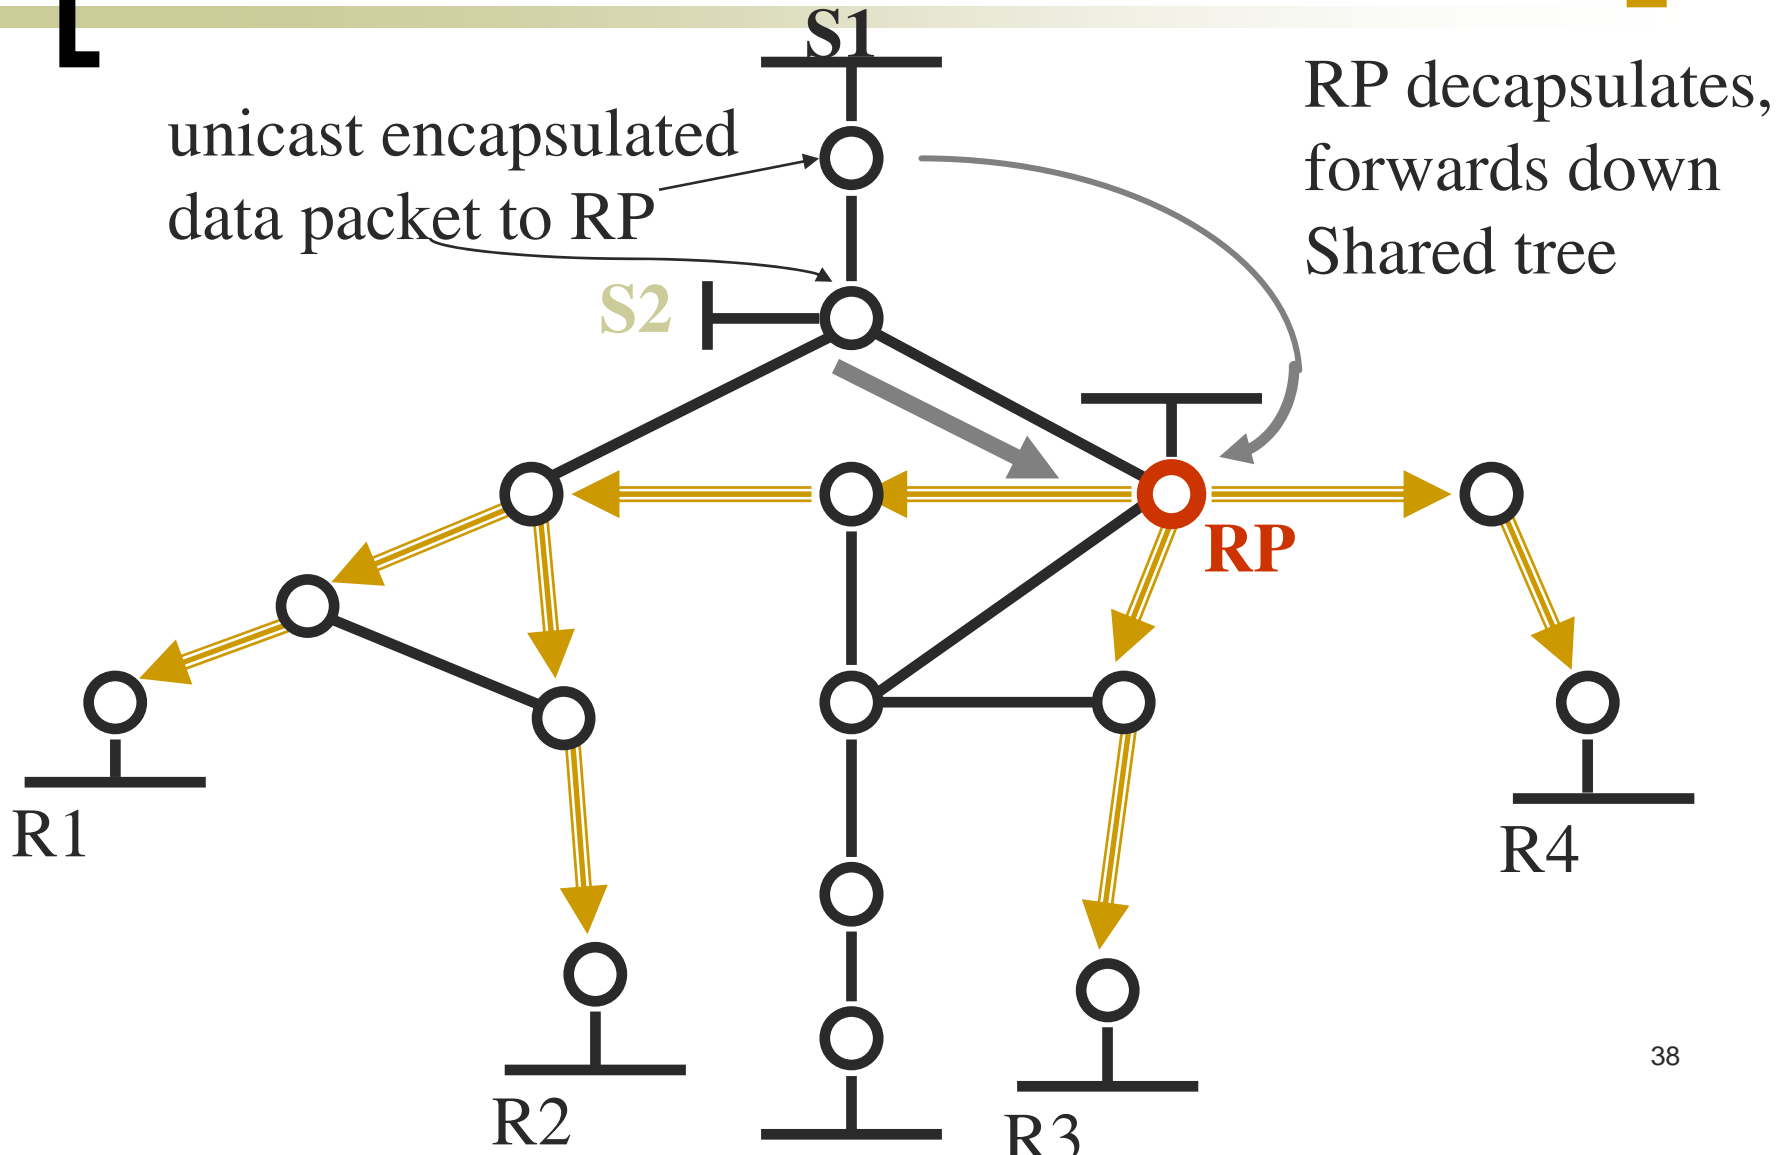 S1
unicast encapsulated
data packet to RP
RP decapsulates,
forwards down
Shared tree
S2
RP
R1
R4
R2
R3
38